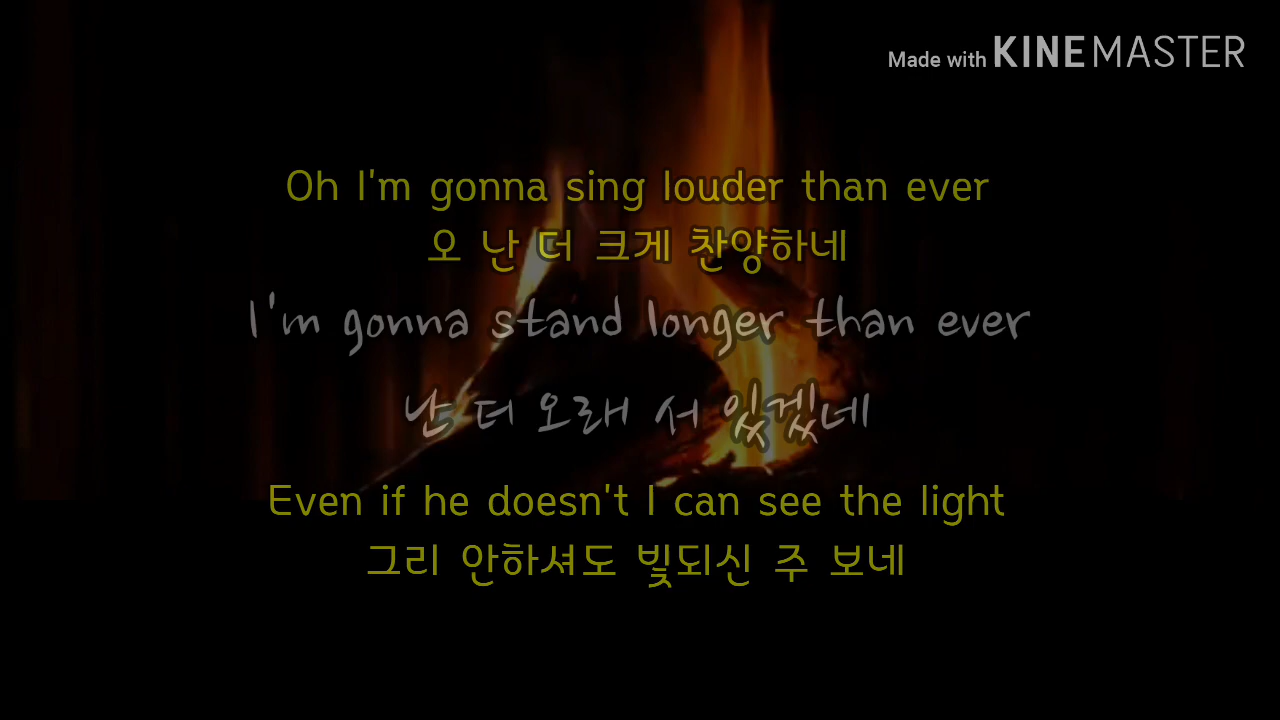 Made with KINEMASTER
Oh I'm gonna sing louder than ever
오 난 더 크게 찬양하네
I'm gonna stand longer than ever
난 더 오래 서 있겠네
Even if he doesn't I can see the light
그리 안하셔도 빛되신 주 보네